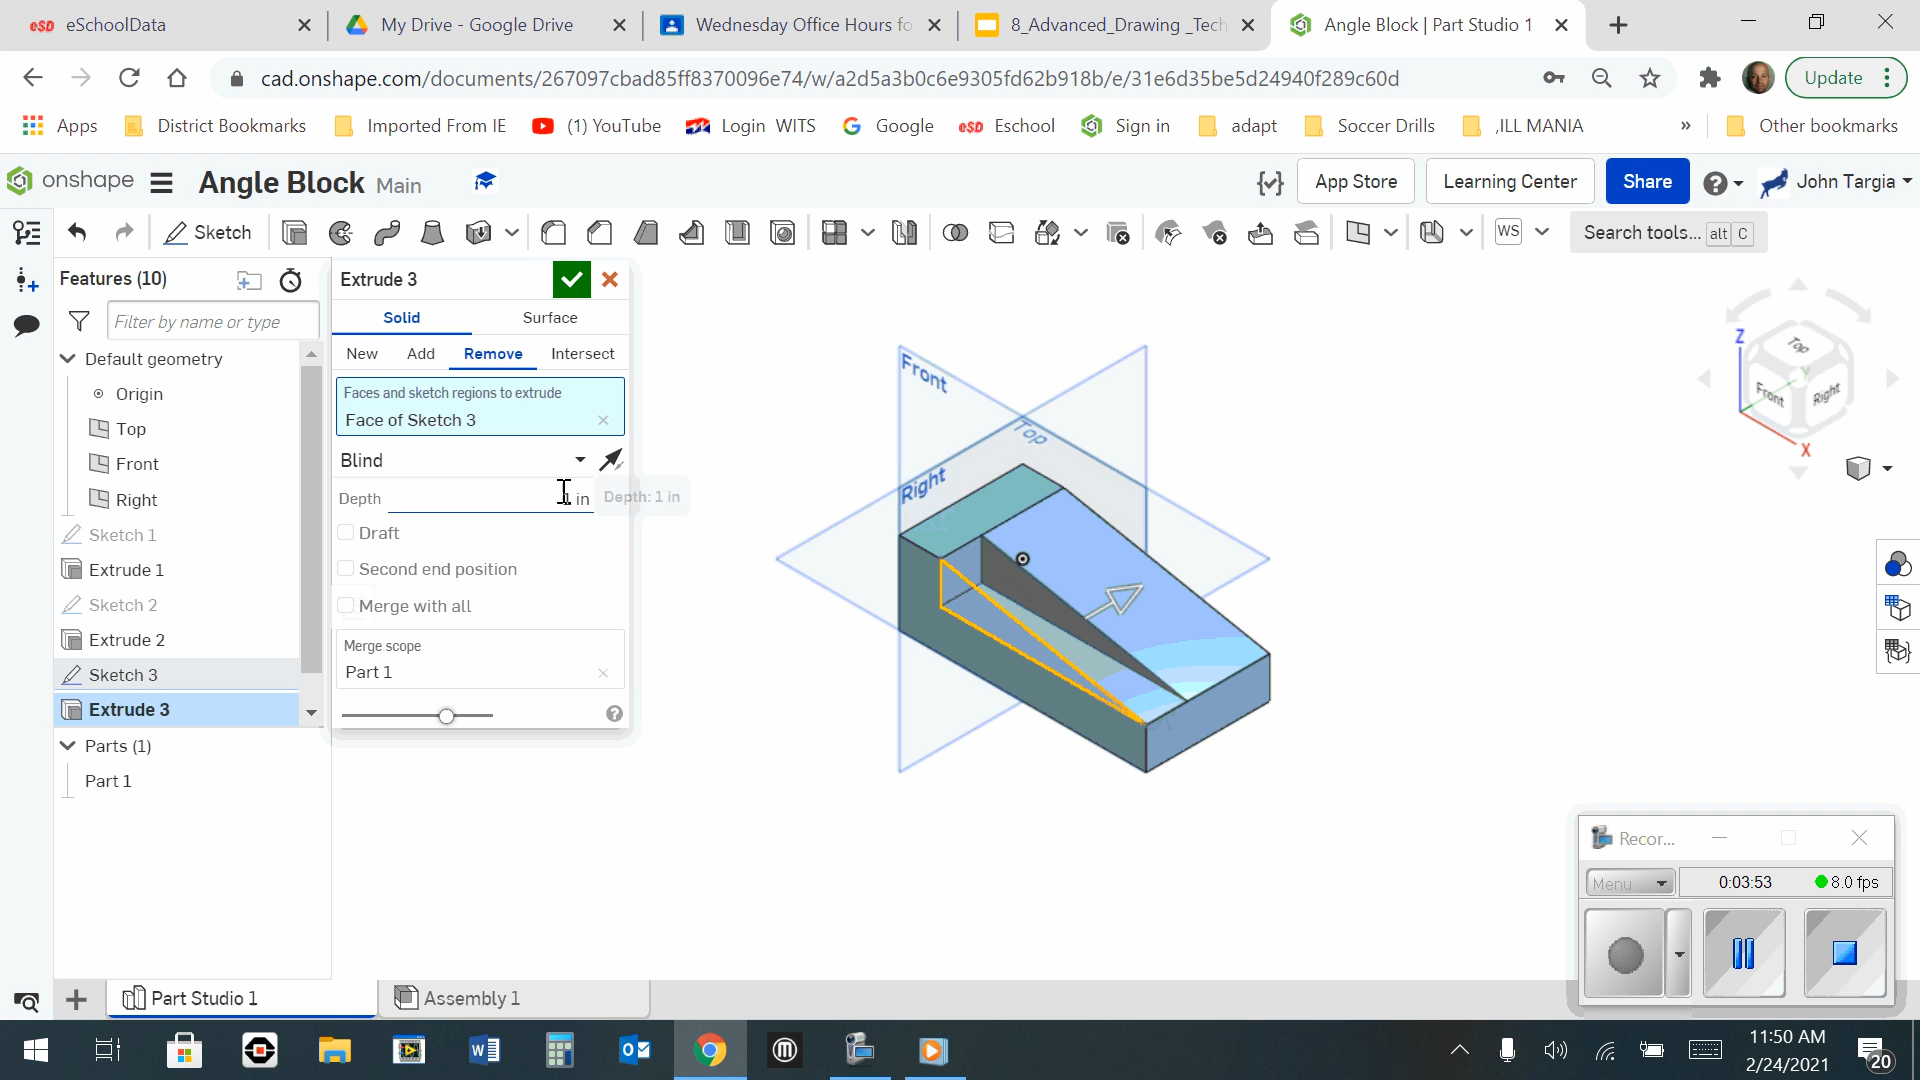 eSchoolData
My Drive - Google Drive
Wednesday Office Hours fo
8_Advanced_Drawing _Tech
Angle Block | Part Studio 1
cad.onshape.com/documents/267097cbad85ff8370096e74/w/a2d5a3b0c6e9305fd62b918b/e/31e6d35be5d24940f289c60d
Update
Apps
District Bookmarks
Imported From IE
(1) YouTube
Login WITS
Google
Eschool
Sign in
adapt
Soccer Drills
,ILL MANIA
»
Other bookmarks
onshape
Angle Block Main
App Store
Learning Center
Share
John Targia
Sketch
WS
Search tools... alt C
Features (10)
Filter by name or type
Default geometry
Origin
Top
Front
Right
Sketch 1
Extrude 1
Sketch 2
Extrude 2
Sketch 3
Extrude 3
Parts (1)
Part 1
Extrude 3
Solid
Surface
New
Add
Remove
Intersect
Faces and sketch regions to extrude
Face of Sketch 3
Blind
Depth
1 in
Depth: 1 in
Draft
Second end position
Merge with all
Merge scope
Part 1
Front
Top
Right
Z
Top
Front
Right
Y
X
Recor...
Menu
0:03:53
8.0 fps
Part Studio 1
Assembly 1
11:50 AM
2/24/2021
20